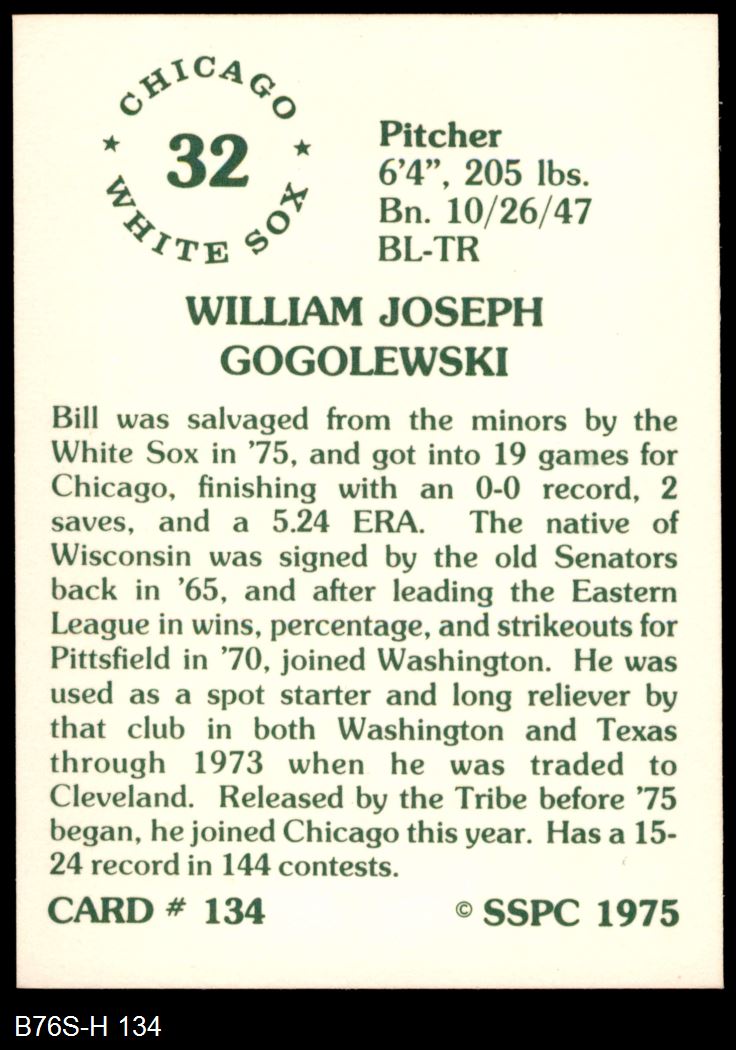 CHICAGO
★ 32 ★
WHITE SOX
Pitcher
6'4”, 205 lbs.
Bn. 10/26/47
BL-TR
WILLIAM JOSEPH
GOGOLEWSKI
Bill was salvaged from the minors by the
White Sox in ’75, and got into 19 games for
Chicago, finishing with an 0-0 record, 2
saves, and a 5.24 ERA. The native of
Wisconsin was signed by the old Senators
back in ’65, and after leading the Eastern
League in wins, percentage, and strikeouts for
Pittsfield in ’70, joined Washington. He was
used as a spot starter and long reliever by
that club in both Washington and Texas
through 1973 when he was traded to
Cleveland. Released by the Tribe before ’75
began, he joined Chicago this year. Has a 15-
24 record in 144 contests.
CARD # 134 © SSPC 1975
B76S-H 134